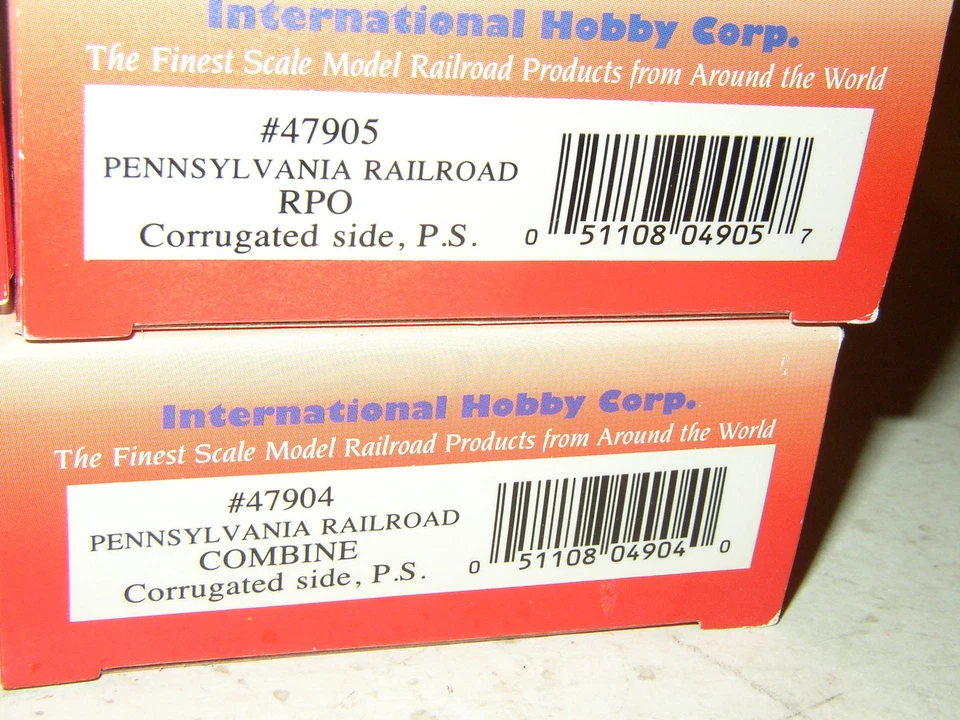 International Hobby Corp.
The Finest Scale Model Railroad Products from Around the World
#47905
PENNSYLVANIA RAILROAD
RPO
Corrugated side, P.S.
0 51108 04905 7
International Hobby Corp.
The Finest Scale Model Railroad Products from Around the World
#47904
PENNSYLVANIA RAILROAD
COMBINE
Corrugated side, P.S.
0 51108 04904 0